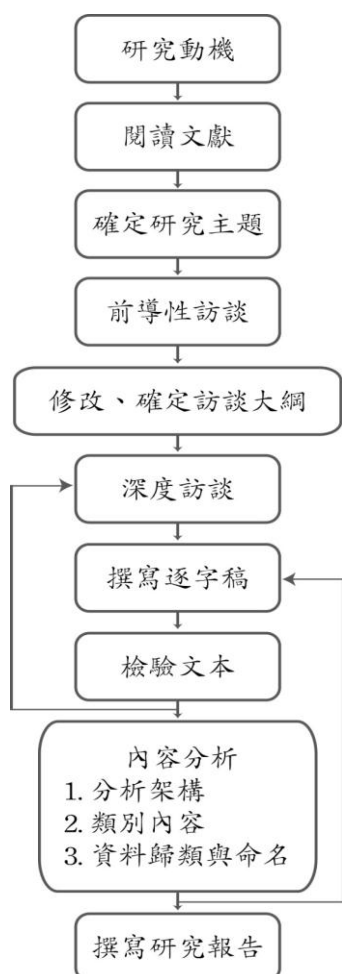 研究動機
閱讀文獻
確定研究主題
前導性訪談
修改、確定訪談大綱
深度訪談
撰寫逐字稿
檢驗文本
內容分析
1. 分析架構
2. 類別內容
3. 資料歸類與命名
撰寫研究報告